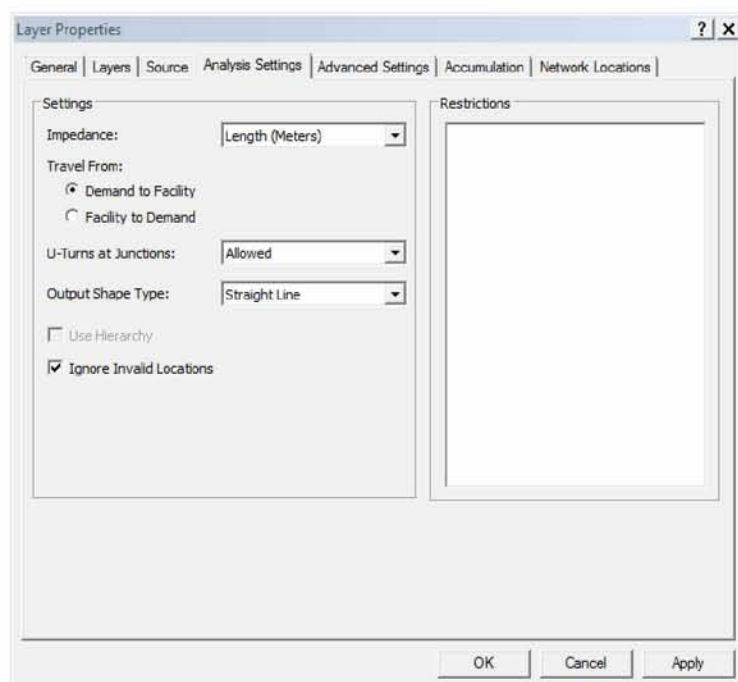 Layer Properties
? X
General Layers Source Analysis Settings Advanced Settings Accumulation Network Locations
Settings
Impedance: Length (Meters)
Travel From:
Demand to Facility
Facility to Demand
U-Turns at Junctions: Allowed
Output Shape Type: Straight Line
Use Hierarchy
Ignore Invalid Locations
Restrictions
OK Cancel Apply